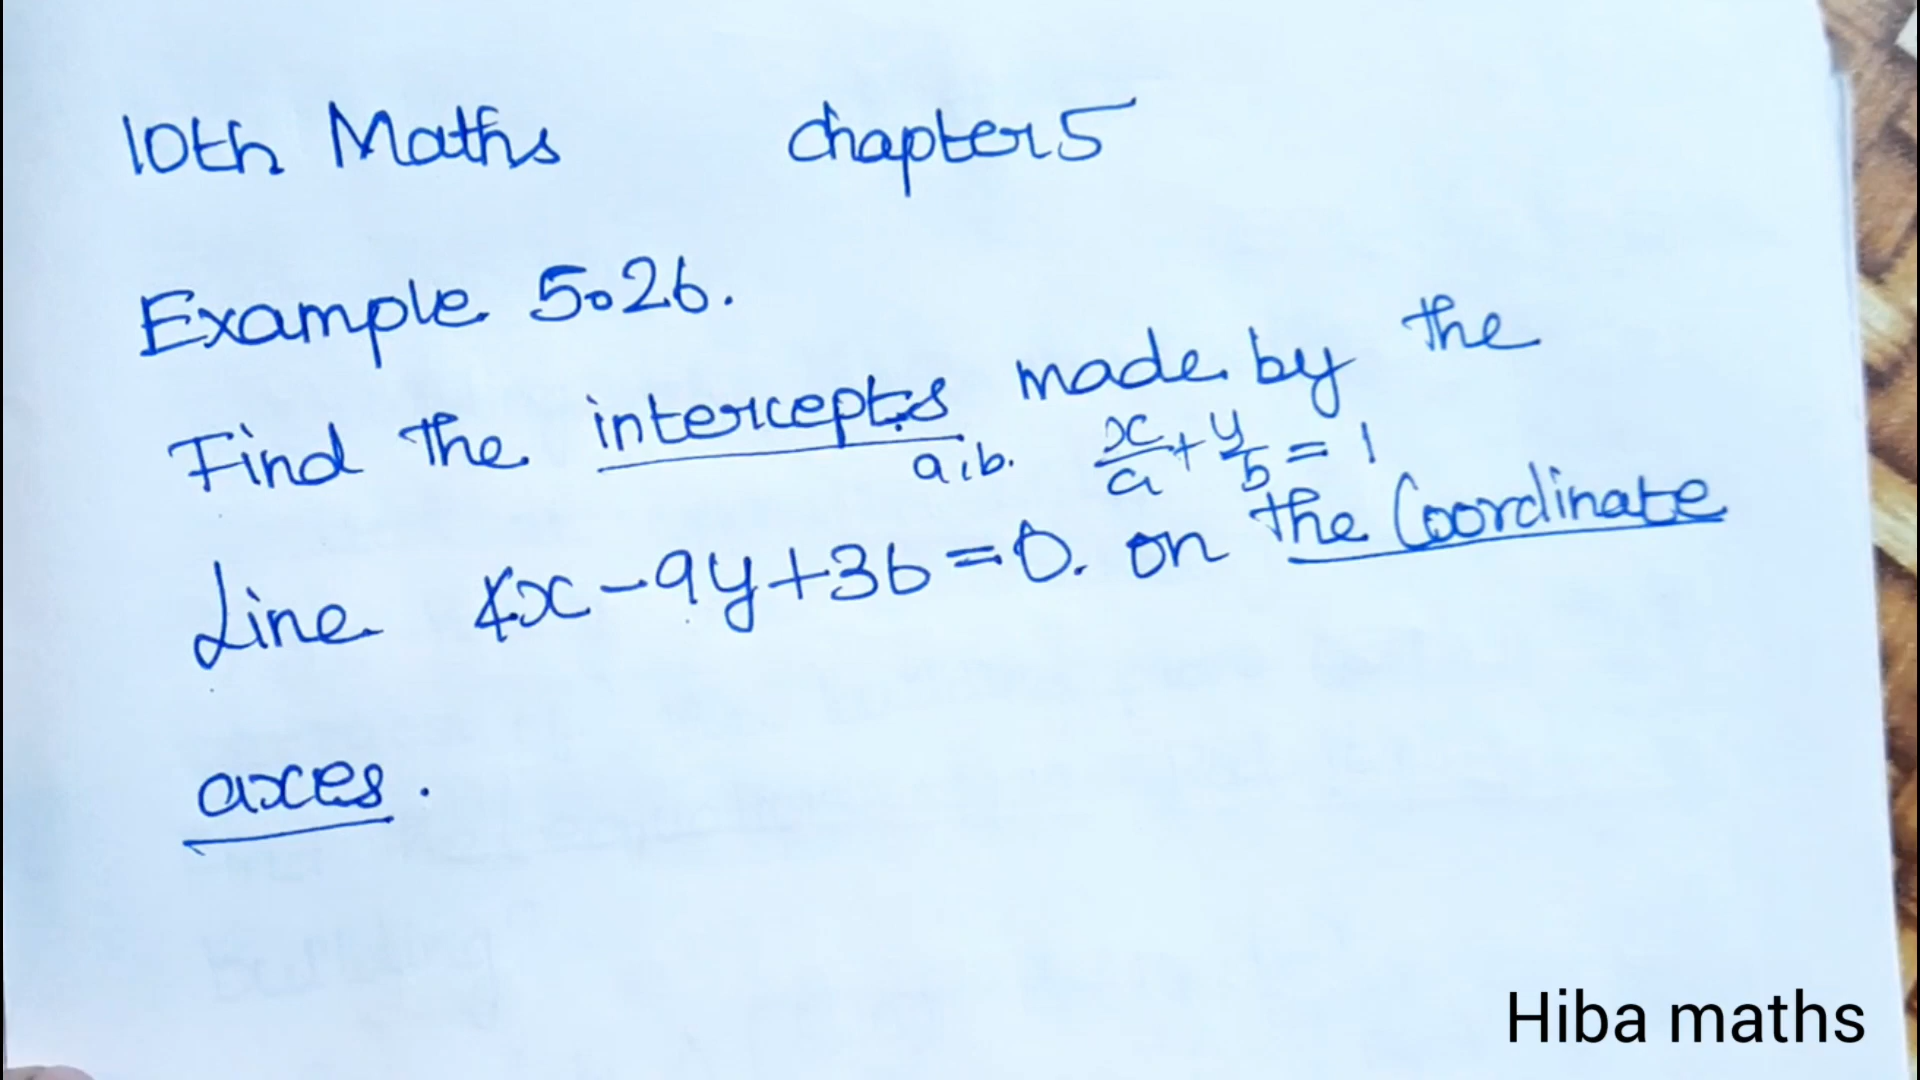 10th Maths chapter 5
Example 5.26.
Find the intercepts made by the
a,b. x/a + y/b = 1
Line 4x - 9y + 36 = 0. on the Coordinate
axes.
Hiba maths